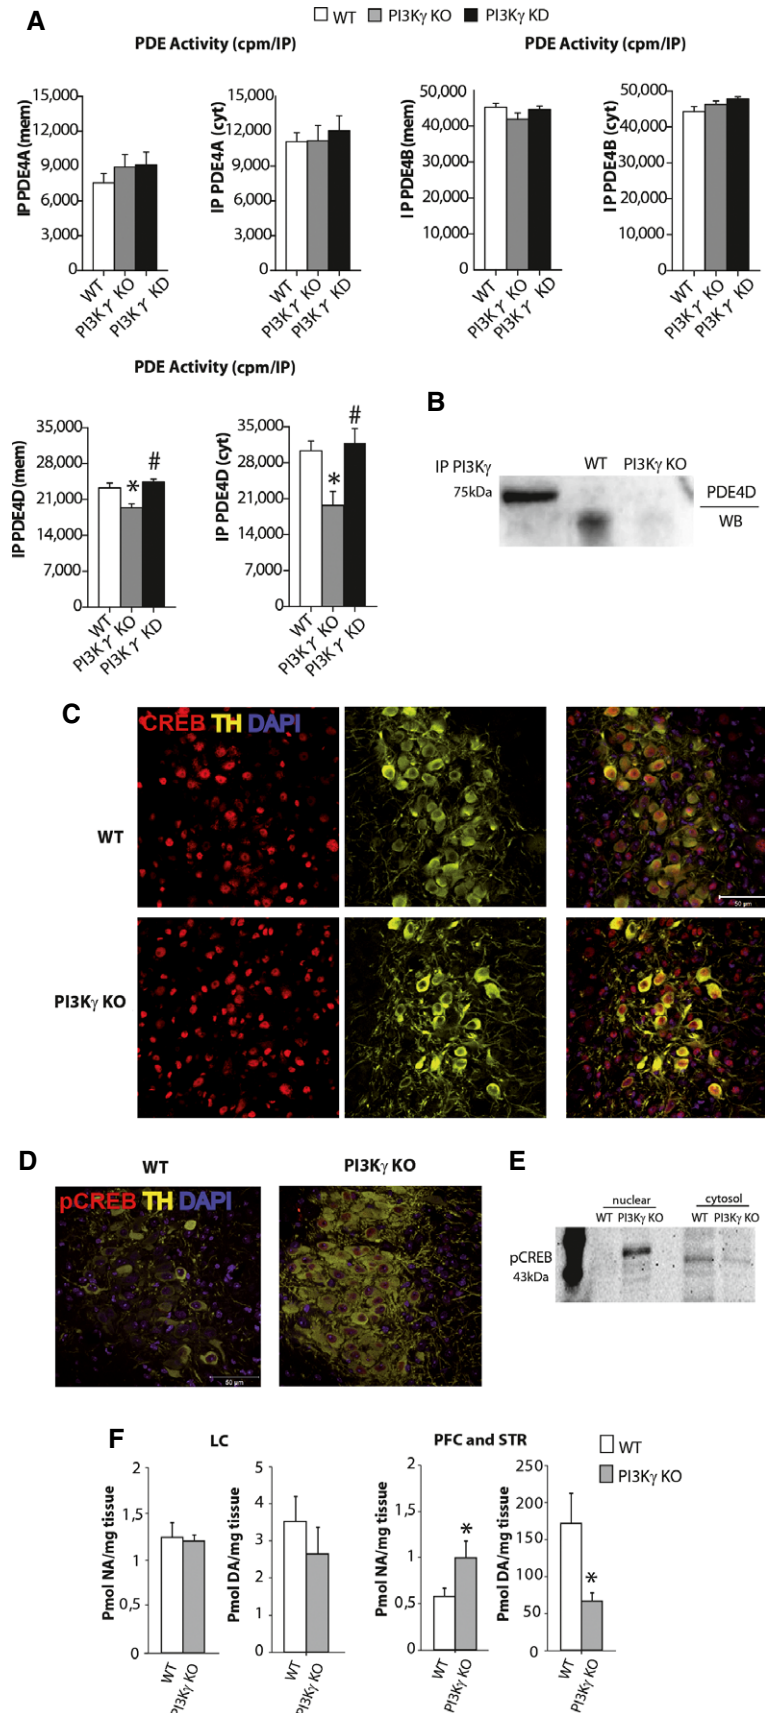 A
WT PI3Kγ KO PI3Kγ KD
PDE Activity (cpm/IP) PDE Activity (cpm/IP)
IP PDE4A (mem)
15,000
12,000
9,000
6,000
3,000
0
WT
PI3Kγ KO
PI3Kγ KD
IP PDE4A (cyt)
15,000
12,000
9,000
6,000
3,000
0
WT
PI3Kγ KO
PI3Kγ KD
IP PDE4B (mem)
50,000
40,000
30,000
20,000
10,000
0
WT
PI3Kγ KO
PI3Kγ KD
IP PDE4B (cyt)
50,000
40,000
30,000
20,000
10,000
0
WT
PI3Kγ KO
PI3Kγ KD
PDE Activity (cpm/IP)
IP PDE4D (mem)
35,000
28,000
21,000
14,000
7,000
0
* #
WT
PI3Kγ KO
PI3Kγ KD
IP PDE4D (cyt)
35,000
28,000
21,000
14,000
7,000
0
* #
WT
PI3Kγ KO
PI3Kγ KD
B
IP PI3Kγ WT PI3Kγ KO
75kDa
PDE4D
WB
C
CREB TH DAPI
WT
50 µm
PI3Kγ KO
D
WT PI3Kγ KO
pCREB TH DAPI
50 µm
E
nuclear cytosol
WT PI3Kγ KO WT PI3Kγ KO
pCREB
43kDa
F
LC PFC and STR
WT
PI3Kγ KO
Pmol NA/mg tissue
2
1,5
1
0,5
0
WT
PI3Kγ KO
Pmol DA/mg tissue
5
4
3
2
1
0
WT
PI3Kγ KO
Pmol NA/mg tissue
2
1,5
1
0,5
0
*
WT
PI3Kγ KO
Pmol DA/mg tissue
250
200
150
100
50
0
*
WT
PI3Kγ KO